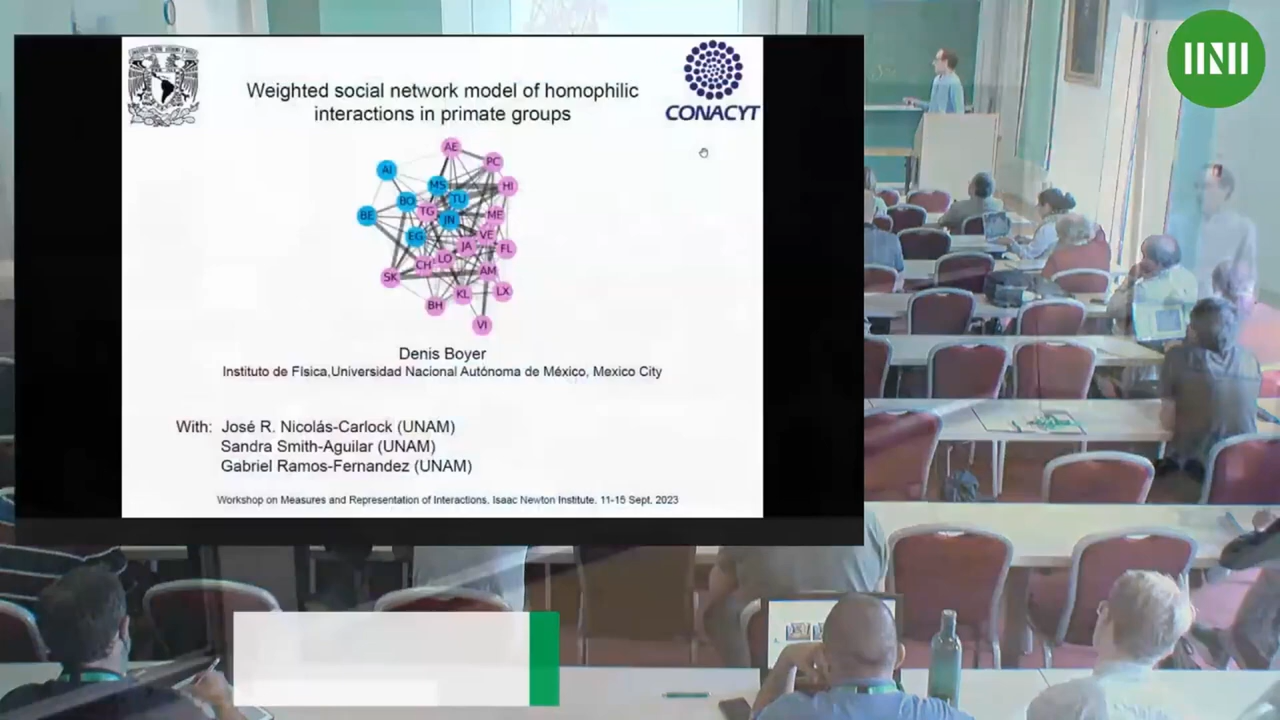 Weighted social network model of homophilic
interactions in primate groups
CONACYT
AE
PC
AI
MS
HI
BO
TU
BE
TG
IN
ME
EG
VE
JA
FL
LO
CH
SK
AM
KL
LX
BH
VI
Denis Boyer
Instituto de Física,Universidad Nacional Autónoma de México, Mexico City
With: José R. Nicolás-Carlock (UNAM)
Sandra Smith-Aguilar (UNAM)
Gabriel Ramos-Fernandez (UNAM)
Workshop on Measures and Representation of Interactions. Isaac Newton Institute. 11-15 Sept. 2023